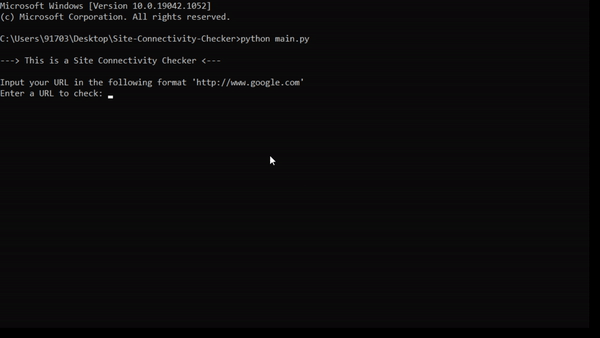 Microsoft Windows [Version 10.0.19042.1052]
(c) Microsoft Corporation. All rights reserved.
C:\Users\91703\Desktop\Site-Connectivity-Checker>python main.py
---> This is a Site Connectivity Checker <---
Input your URL in the following format 'http://www.google.com'
Enter a URL to check: